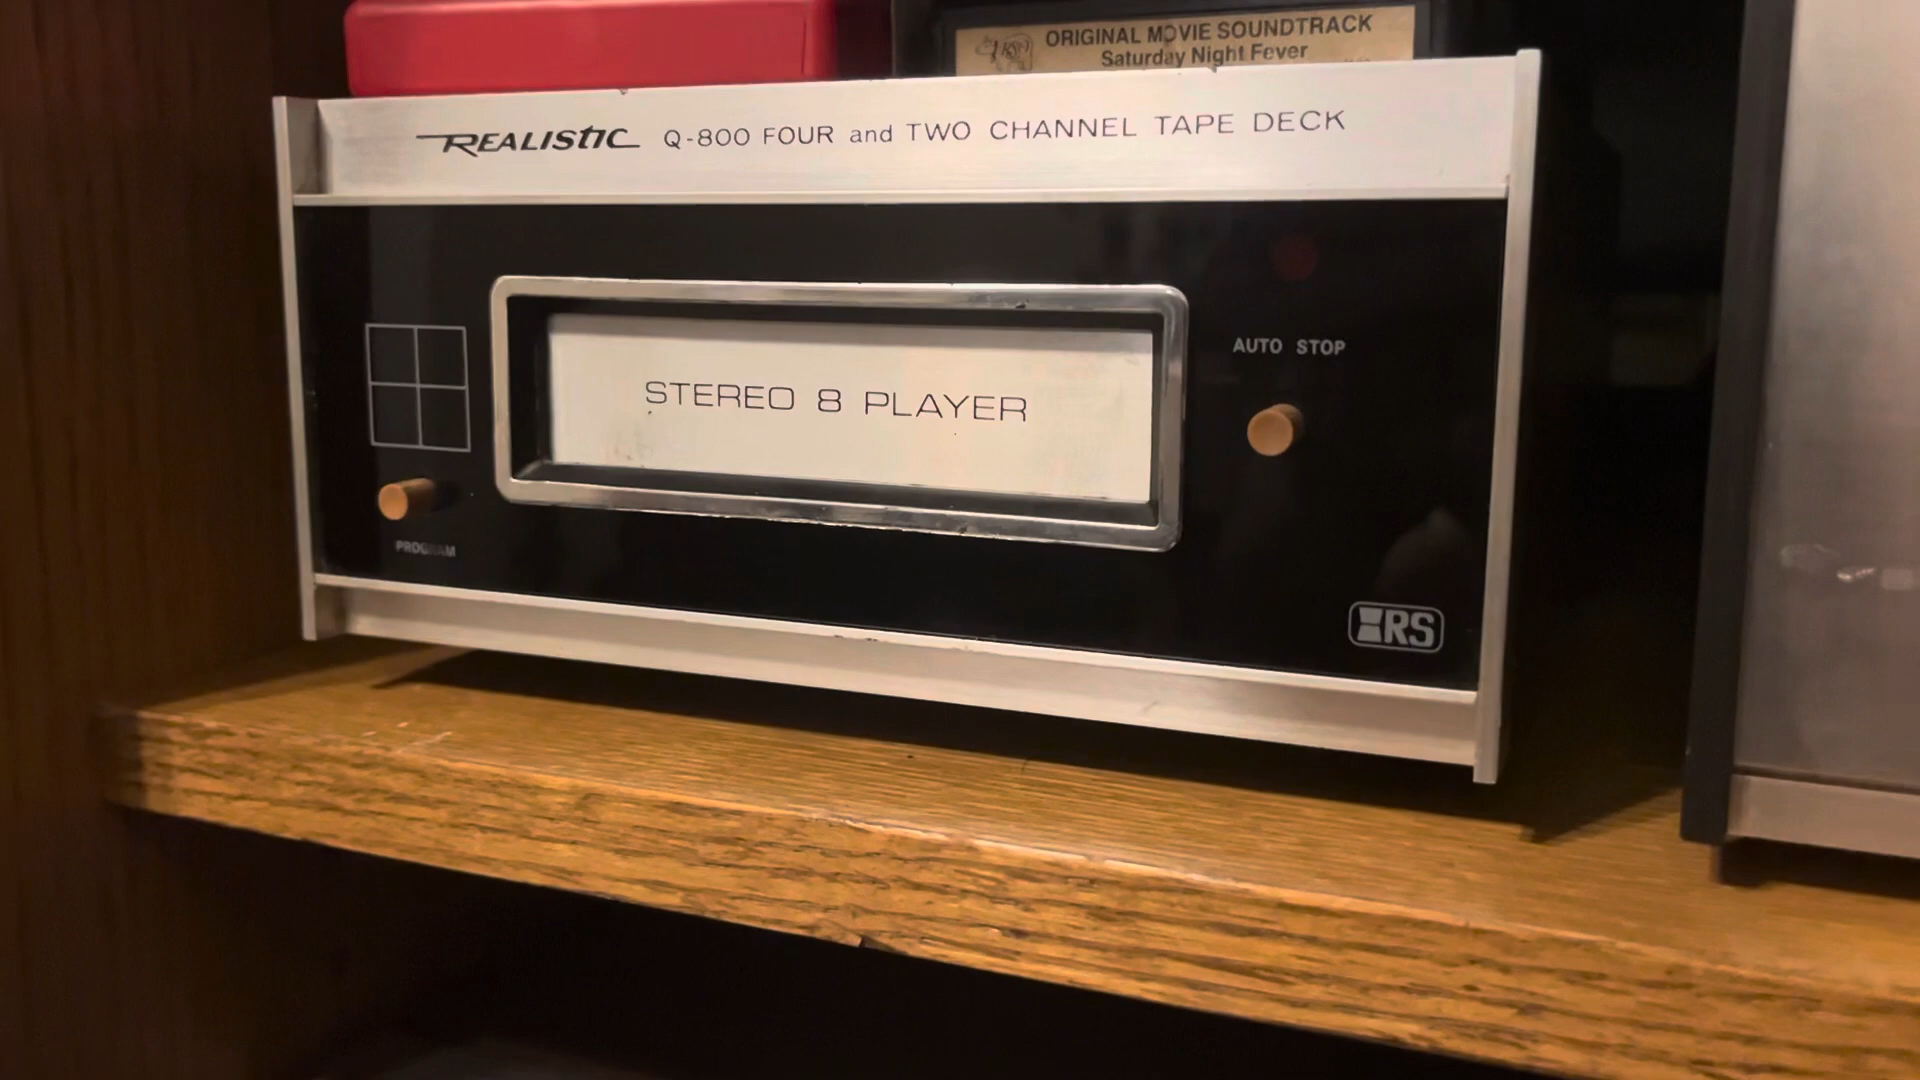 ORIGINAL MOVIE SOUNDTRACK
Saturday Night Fever
REALISTIC Q-800 FOUR and TWO CHANNEL TAPE DECK
AUTO STOP
STEREO 8 PLAYER
PROGRAM
RS